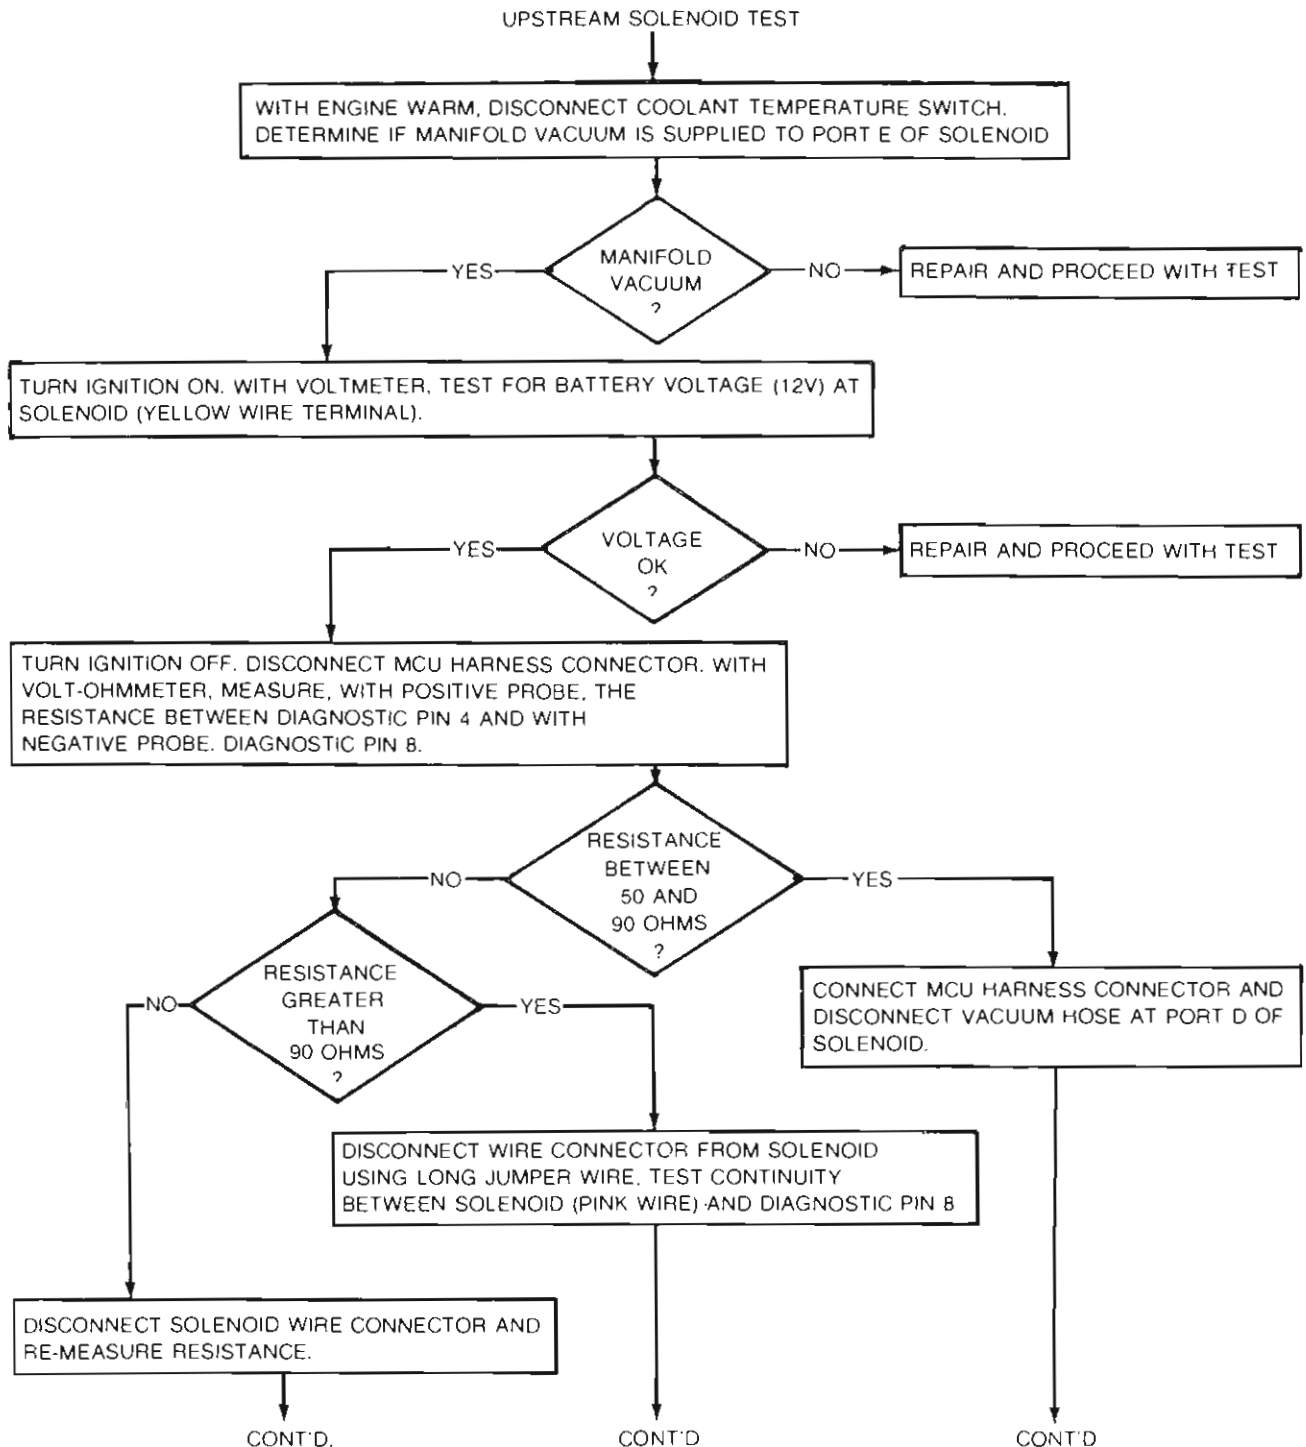 UPSTREAM SOLENOID TEST
WITH ENGINE WARM, DISCONNECT COOLANT TEMPERATURE SWITCH.
DETERMINE IF MANIFOLD VACUUM IS SUPPLIED TO PORT E OF SOLENOID
MANIFOLD
VACUUM
?
YES
NO
REPAIR AND PROCEED WITH TEST
TURN IGNITION ON. WITH VOLTMETER, TEST FOR BATTERY VOLTAGE (12V) AT
SOLENOID (YELLOW WIRE TERMINAL).
VOLTAGE
OK
?
YES
NO
REPAIR AND PROCEED WITH TEST
TURN IGNITION OFF. DISCONNECT MCU HARNESS CONNECTOR. WITH
VOLT-OHMMETER, MEASURE, WITH POSITIVE PROBE, THE
RESISTANCE BETWEEN DIAGNOSTIC PIN 4 AND WITH
NEGATIVE PROBE. DIAGNOSTIC PIN 8.
RESISTANCE
BETWEEN
50 AND
90 OHMS
?
NO
YES
RESISTANCE
GREATER
THAN
90 OHMS
?
NO
YES
CONNECT MCU HARNESS CONNECTOR AND
DISCONNECT VACUUM HOSE AT PORT D OF
SOLENOID.
DISCONNECT WIRE CONNECTOR FROM SOLENOID
USING LONG JUMPER WIRE, TEST CONTINUITY
BETWEEN SOLENOID (PINK WIRE) AND DIAGNOSTIC PIN 8
DISCONNECT SOLENOID WIRE CONNECTOR AND
RE-MEASURE RESISTANCE.
CONT'D.
CONT'D
CONT'D